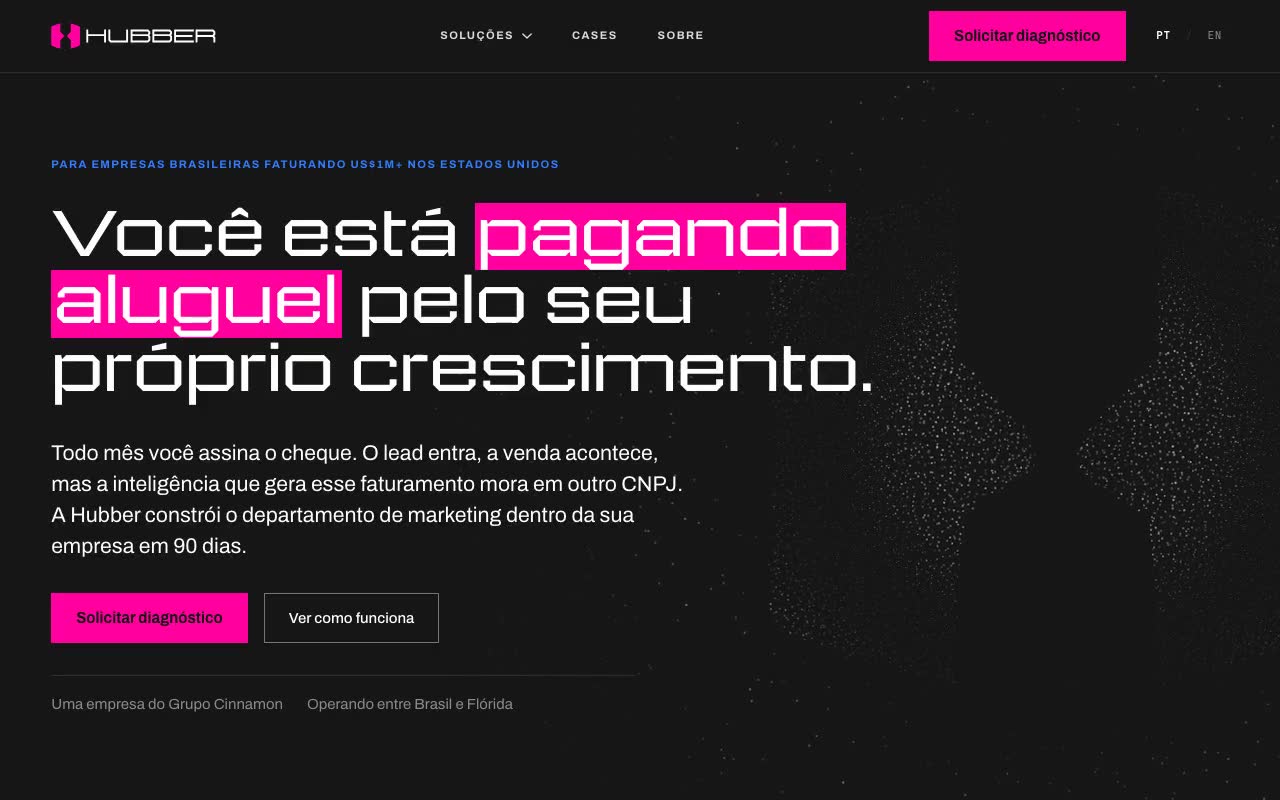 HUBBER
SOLUÇÕES
CASES
SOBRE
Solicitar diagnóstico
PT / EN
PARA EMPRESAS BRASILEIRAS FATURANDO US$1M+ NOS ESTADOS UNIDOS
Você está pagando
aluguel pelo seu
próprio crescimento.
Todo mês você assina o cheque. O lead entra, a venda acontece,
mas a inteligência que gera esse faturamento mora em outro CNPJ.
A Hubber constrói o departamento de marketing dentro da sua
empresa em 90 dias.
Solicitar diagnóstico
Ver como funciona
Uma empresa do Grupo Cinnamon
Operando entre Brasil e Flórida